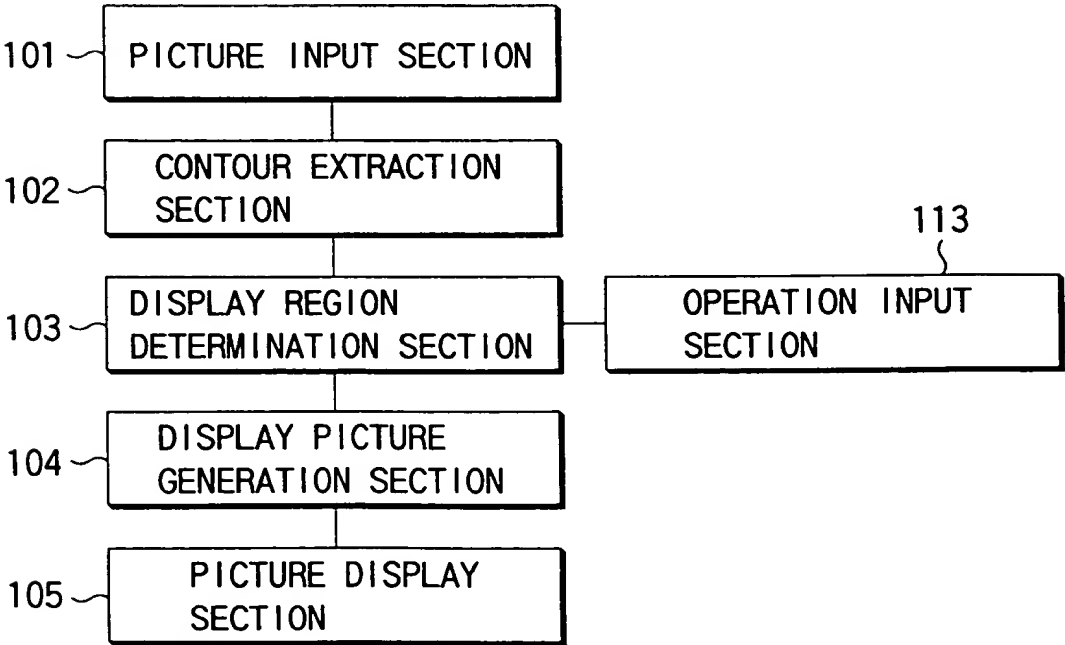 101
PICTURE INPUT SECTION
102
CONTOUR EXTRACTION
SECTION
113
103
DISPLAY REGION
DETERMINATION SECTION
OPERATION INPUT
SECTION
104
DISPLAY PICTURE
GENERATION SECTION
105
PICTURE DISPLAY
SECTION